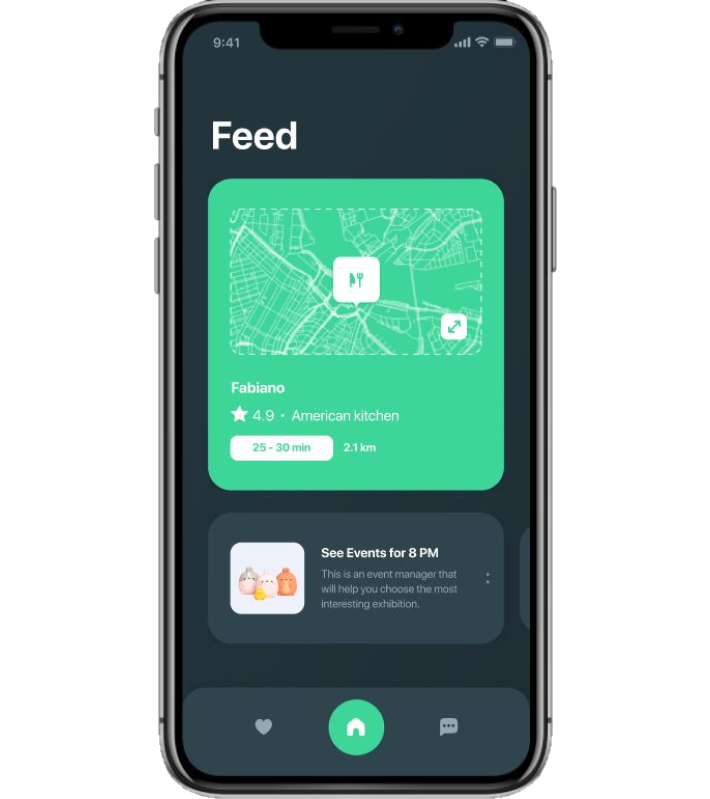 9:41
Feed
Fabiano
4.9 • American kitchen
25 - 30 min 2.1 km
See Events for 8 PM
This is an event manager that
will help you choose the most
interesting exhibition.